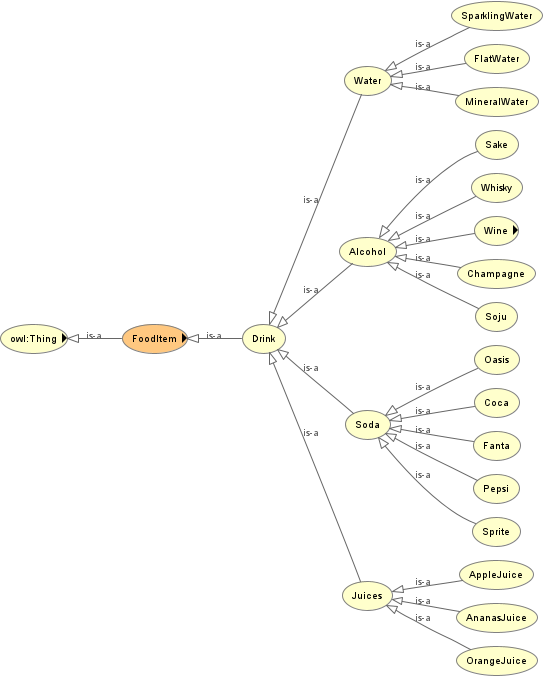 SparklingWater
is-a
FlatWater
is-a
Water
is-a
MineralWater
Sake
is-a
Whisky
is-a
is-a
Wine
is-a
Alcohol
is-a
Champagne
is-a
Soju
owl:Thing
is-a
FoodItem
is-a
Drink
Oasis
is-a
is-a
Coca
is-a
Soda
is-a
Fanta
is-a
is-a
Pepsi
is-a
Sprite
AppleJuice
is-a
Juices
is-a
AnanasJuice
is-a
OrangeJuice